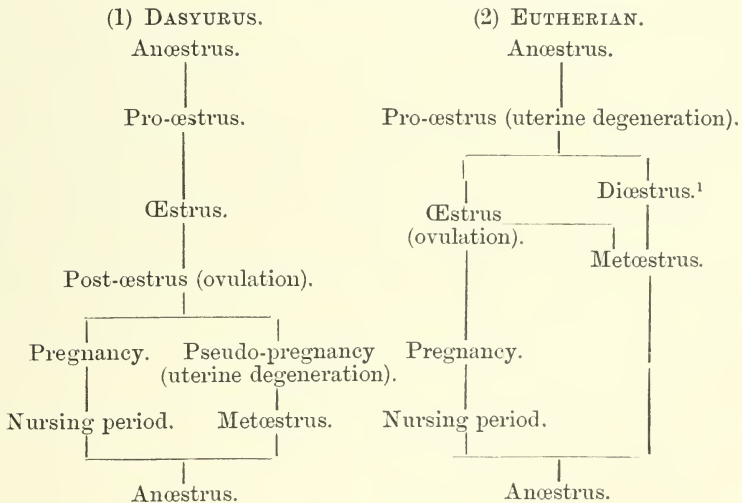 (1) DASYURUS.
Anœstrus.
Pro-œstrus.
Œstrus.
Post-œstrus (ovulation).
Pregnancy. Pseudo-pregnancy
(uterine degeneration).
Nursing period. Metœstrus.
Anœstrus.
(2) EUTHERIAN.
Anœstrus.
Pro-œstrus (uterine degeneration).
Diœstrus.¹
Œstrus
(ovulation).
Metœstrus.
Pregnancy.
Nursing period.
Anœstrus.